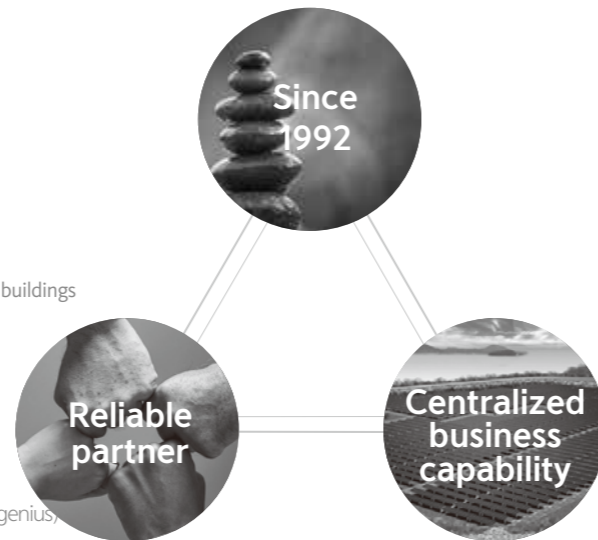 Since
1992
buildings
Reliable
partner
Centralized
business
capability
genius,